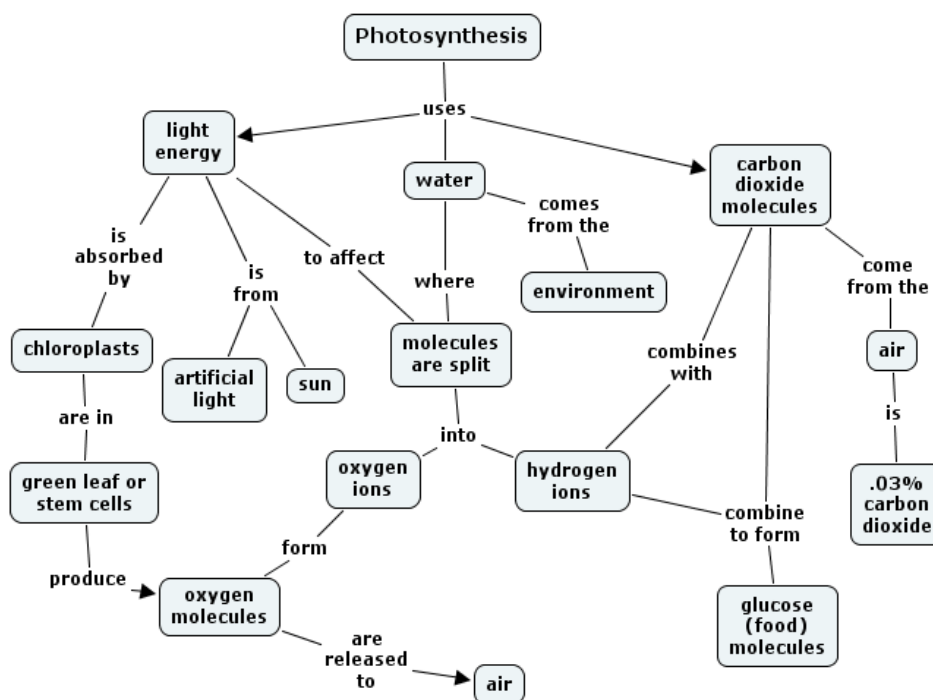 Photosynthesis
uses
light
energy
water
carbon
dioxide
molecules
is
absorbed
by
is
from
to affect
where
comes
from the
environment
come
from the
chloroplasts
artificial
light
sun
molecules
are split
combines
with
air
are in
into
is
green leaf or
stem cells
oxygen
ions
hydrogen
ions
.03%
carbon
dioxide
form
combine
to form
produce
oxygen
molecules
glucose
(food)
molecules
are
released
to
air